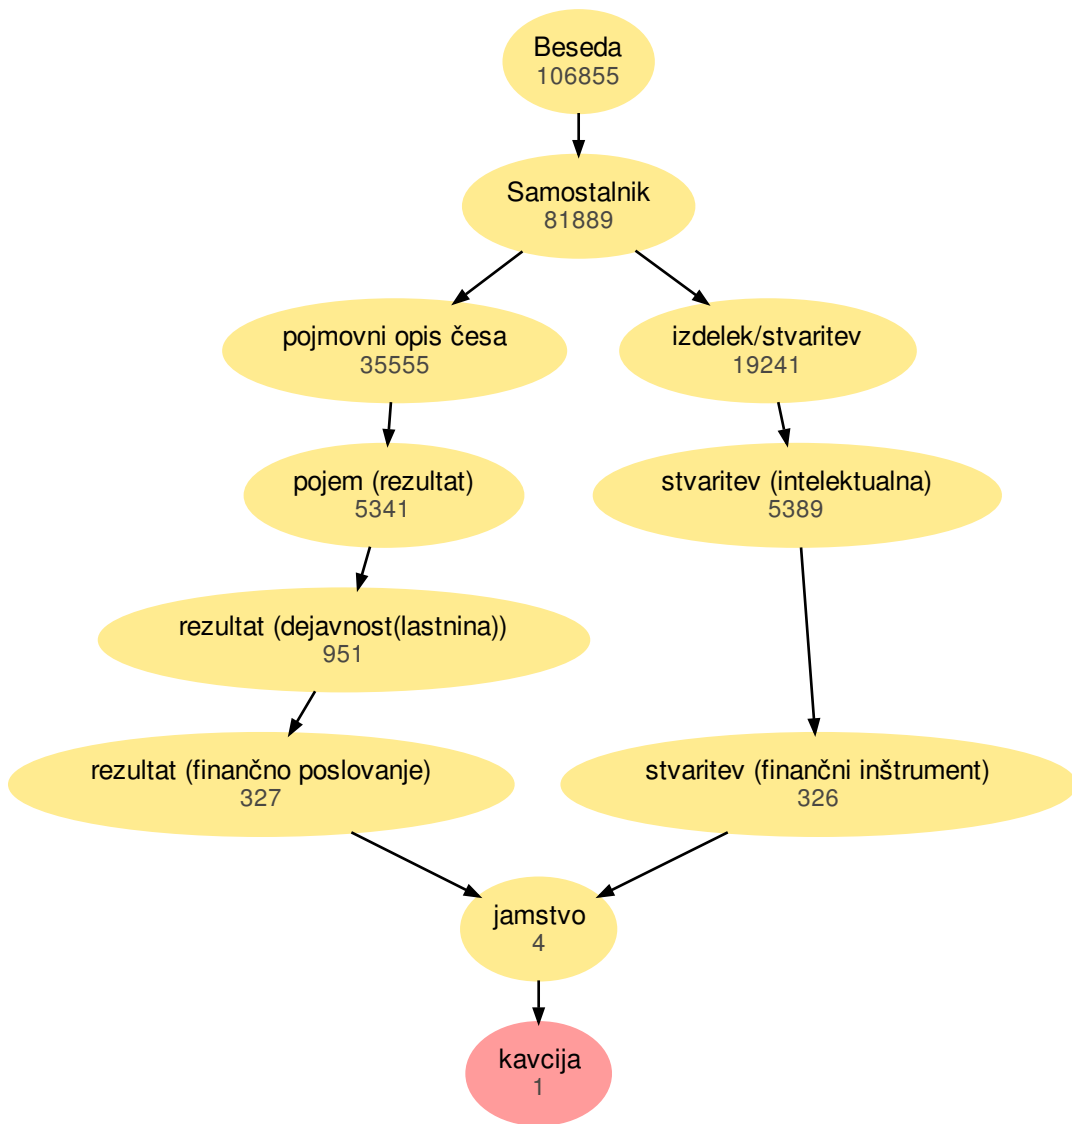 Beseda
106855
Samostalnik
81889
pojmovni opis česa
35555
izdelek/stvaritev
19241
pojem (rezultat)
5341
stvaritev (intelektualna)
5389
rezultat (dejavnost(lastnina))
951
rezultat (finančno poslovanje)
327
stvaritev (finančni inštrument)
326
jamstvo
4
kavcija
1